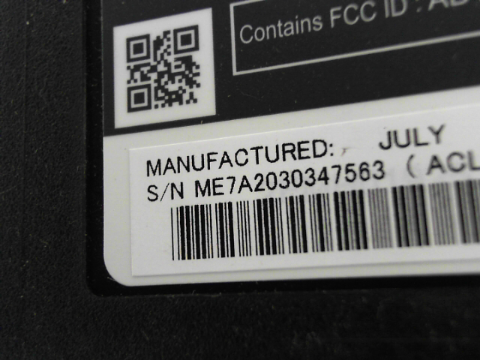 Contains FCC ID : 
MANUFACTURED: JULY
S/N ME7A2030347563 ( ACL